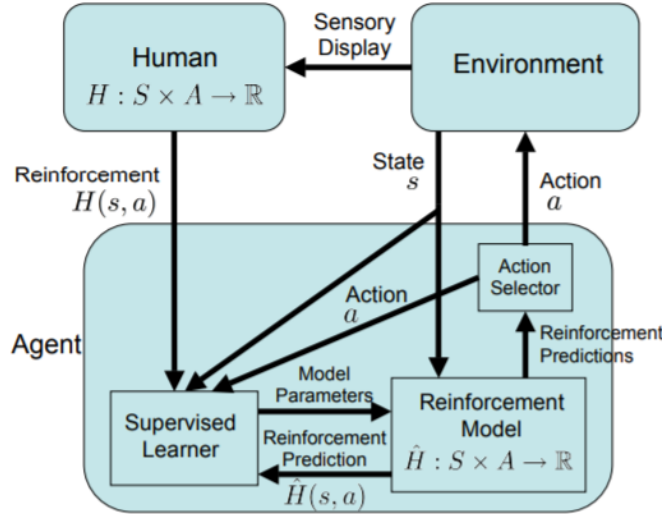 Sensory
Display
Human
H : S × A → ℝ
Environment
Reinforcement
H(s, a)
State
s
Action
a
Action
Selector
Action
a
Agent
Reinforcement
Predictions
Model
Parameters
Supervised
Learner
Reinforcement
Prediction
Ĥ(s, a)
Reinforcement
Model
Ĥ : S × A → ℝ